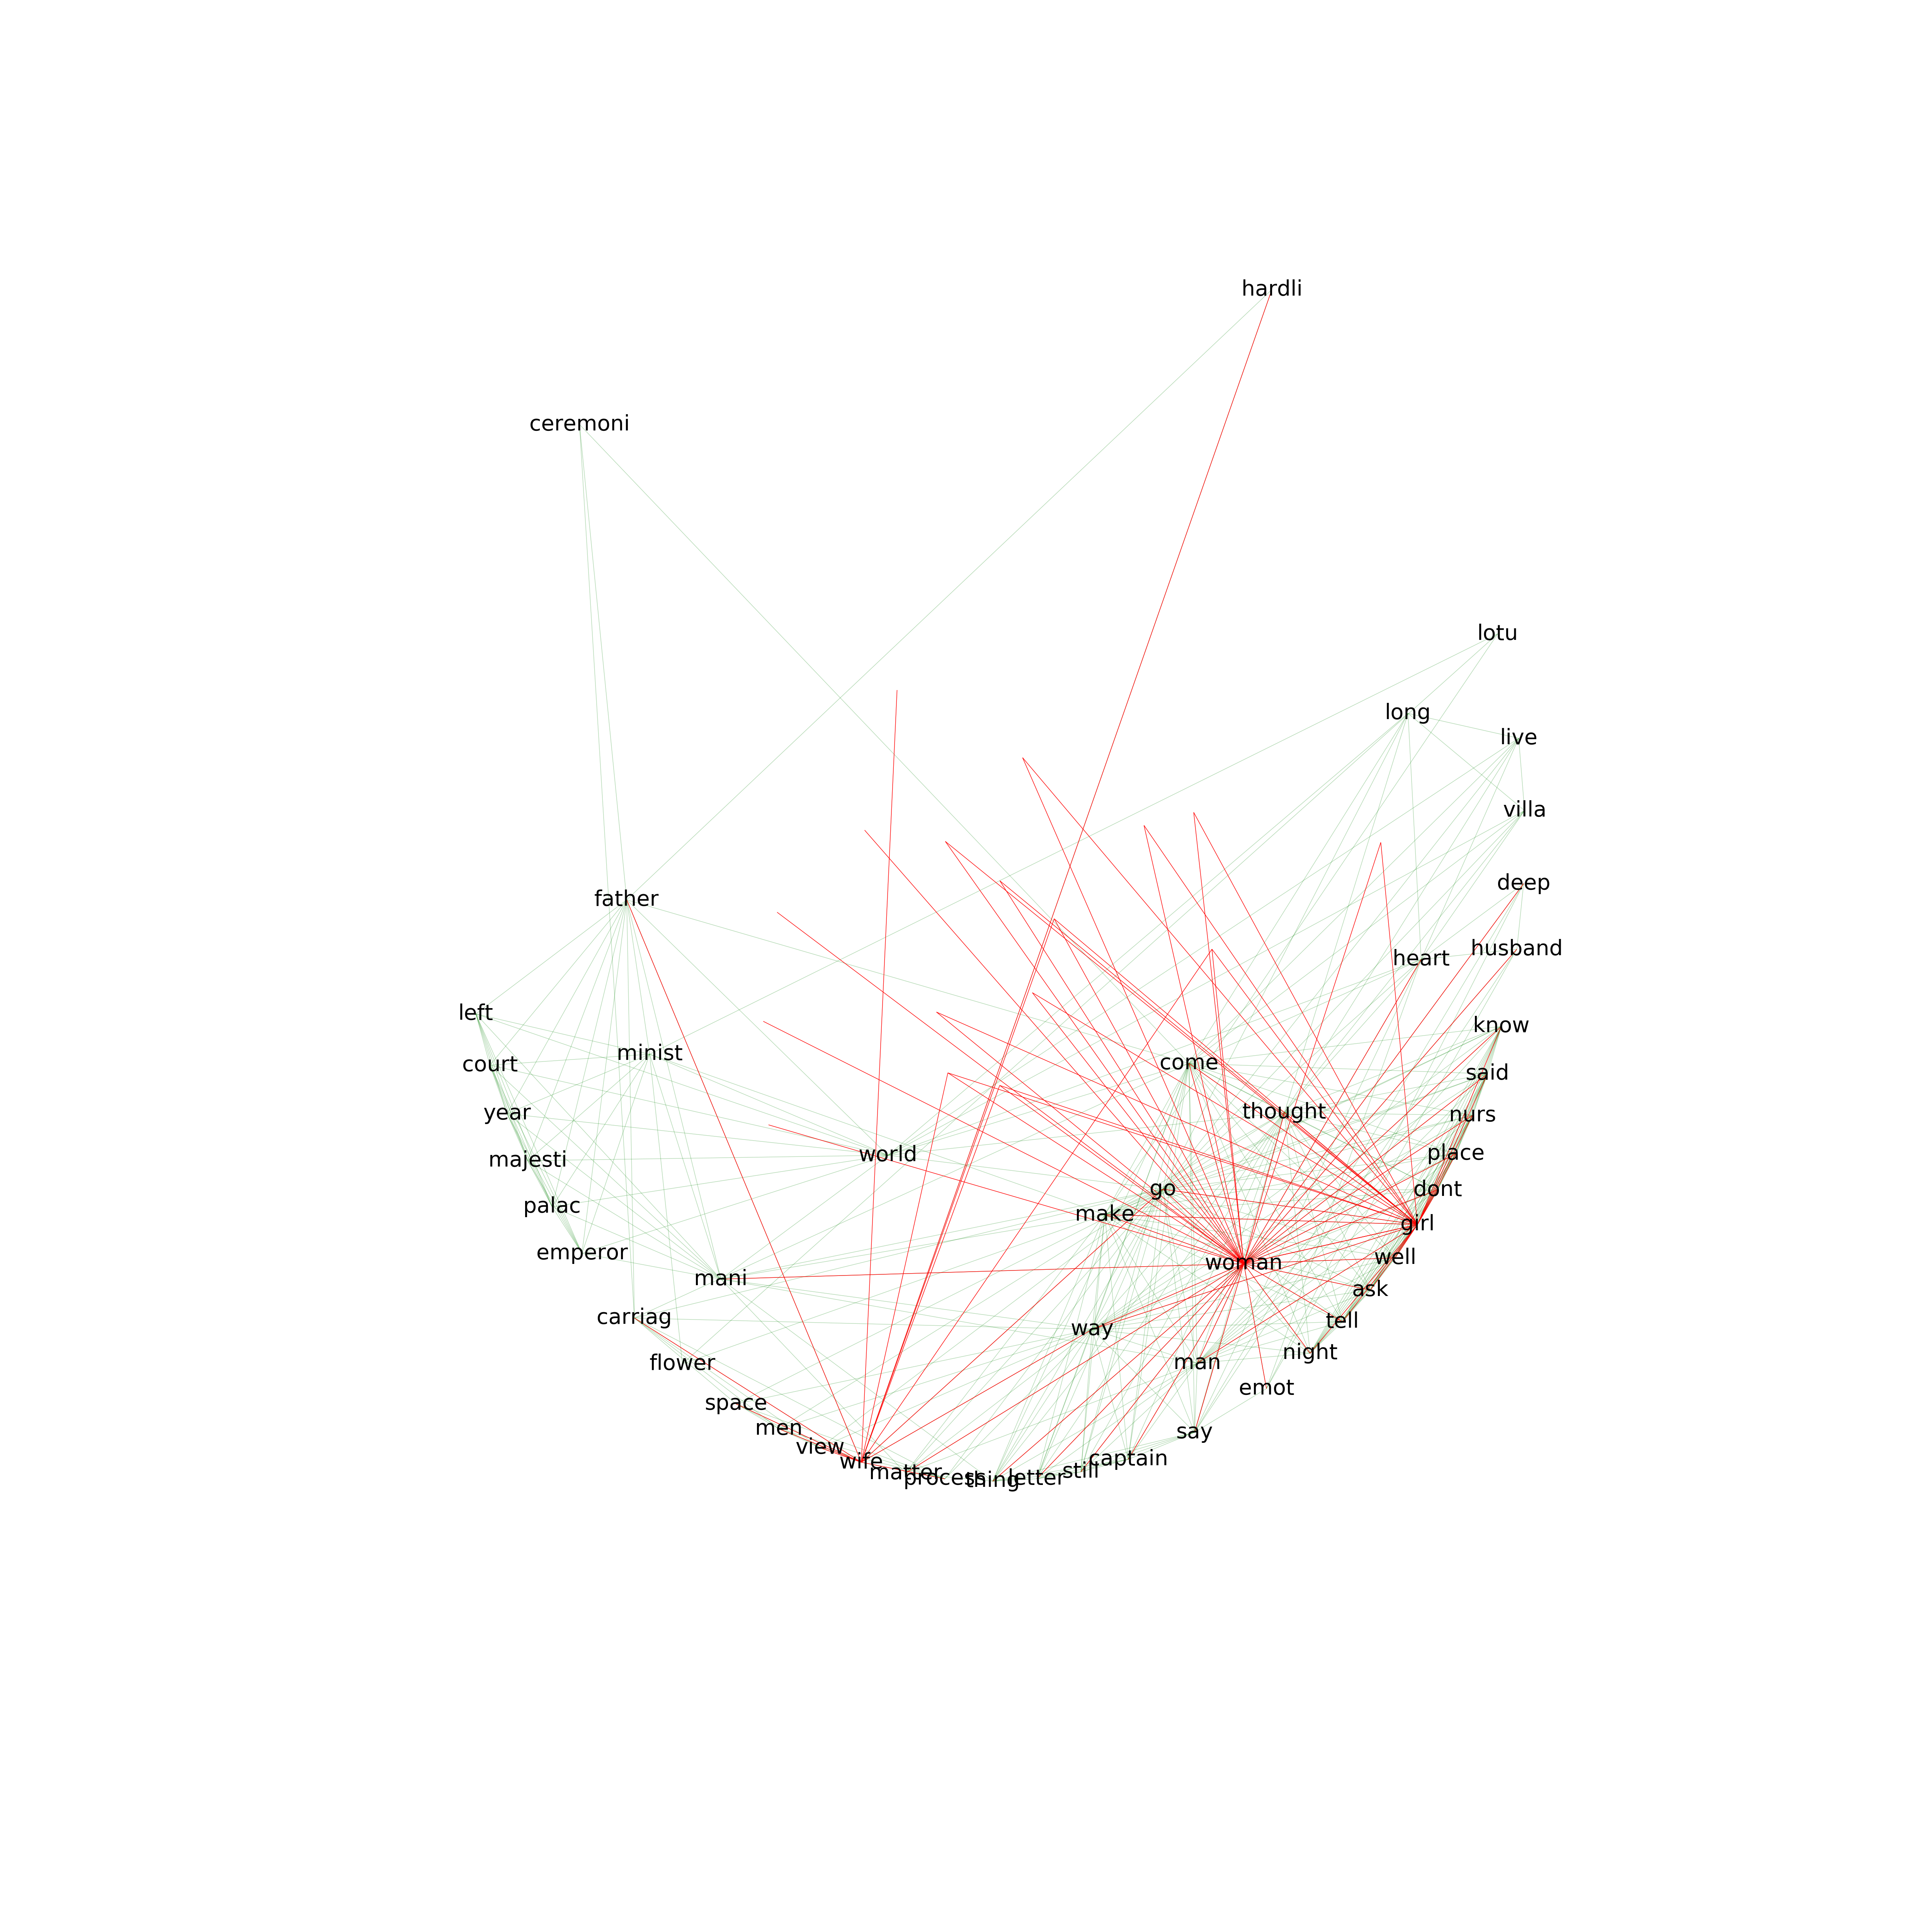 hardli
ceremoni
lotu
long
live
villa
deep
father
husband
heart
left
know
minist
come
court
said
thought
year
nurs
place
world
majesti
go
dont
palac
make
girl
emperor
well
woman
mani
ask
carriag
tell
way
night
flower
man
emot
space
men
say
view
captain
wife
still
matter
process
letter
thing